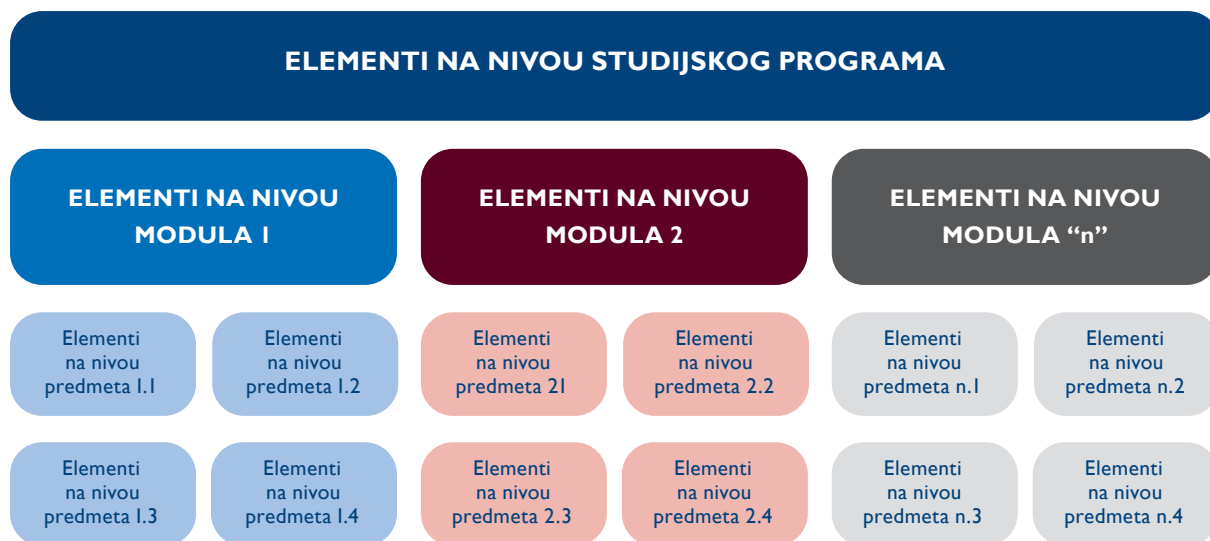 ELEMENTI NA NIVOU STUDIJSKOG PROGRAMA
ELEMENTI NA NIVOU
MODULA 1
ELEMENTI NA NIVOU
MODULA 2
ELEMENTI NA NIVOU
MODULA “n”
Elementi
na nivou
predmeta 1.1
Elementi
na nivou
predmeta 1.2
Elementi
na nivou
predmeta 21
Elementi
na nivou
predmeta 2.2
Elementi
na nivou
predmeta n.1
Elementi
na nivou
predmeta n.2
Elementi
na nivou
predmeta 1.3
Elementi
na nivou
predmeta 1.4
Elementi
na nivou
predmeta 2.3
Elementi
na nivou
predmeta 2.4
Elementi
na nivou
predmeta n.3
Elementi
na nivou
predmeta n.4